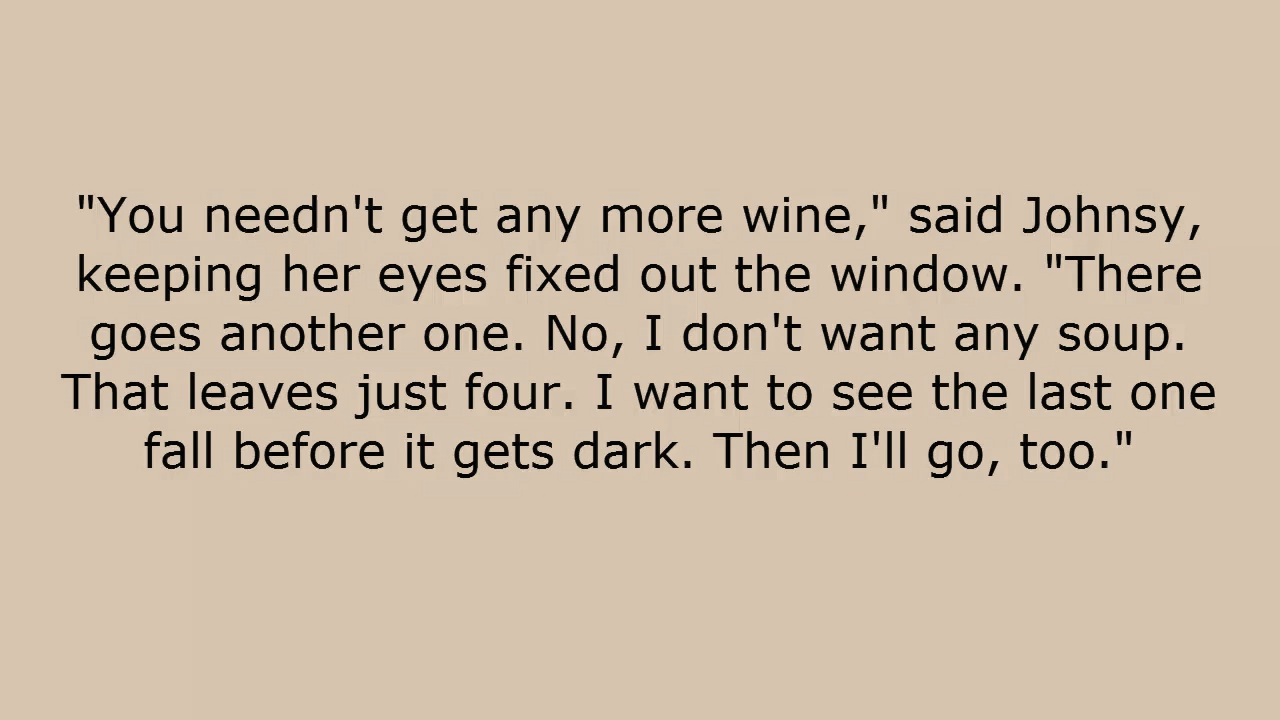 "You needn't get any more wine," said Johnsy,
keeping her eyes fixed out the window. "There
goes another one. No, I don't want any soup.
That leaves just four. I want to see the last one
fall before it gets dark. Then I'll go, too."